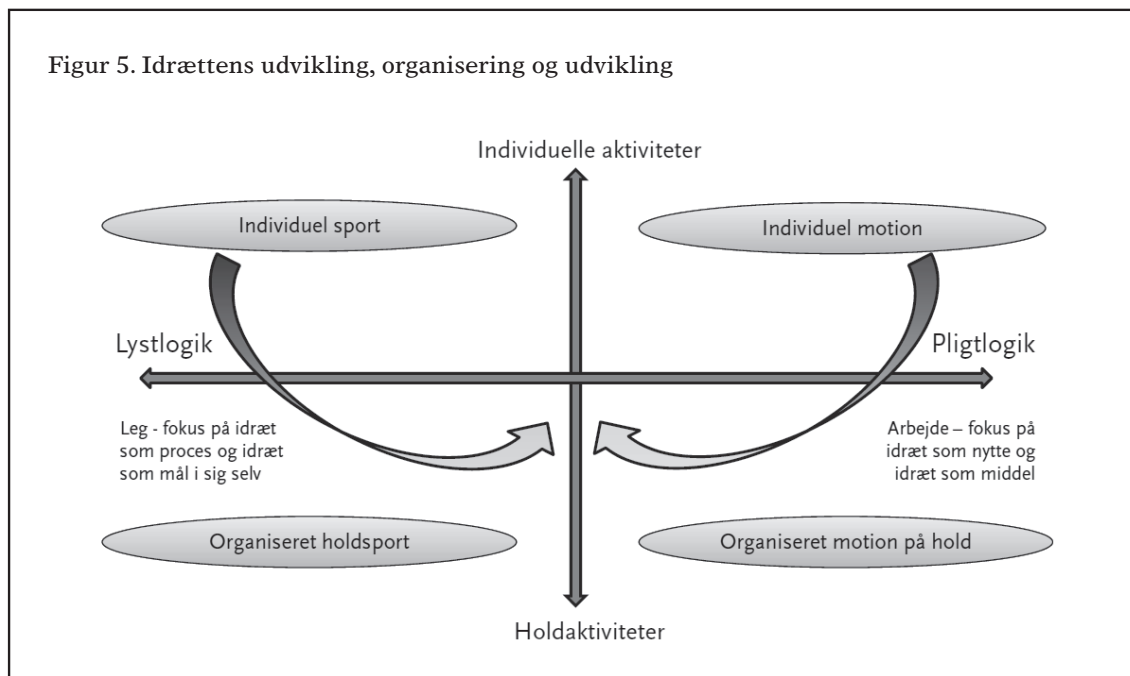 Figur 5. Idrættens udvikling, organisering og udvikling
Individuelle aktiviteter
Individuel sport
Individuel motion
Lystlogik
Pligtlogik
Leg - fokus på idræt
som proces og idræt
som mål i sig selv
Arbejde – fokus på
idræt som nytte og
idræt som middel
Organiseret holdsport
Organiseret motion på hold
Holdaktiviteter